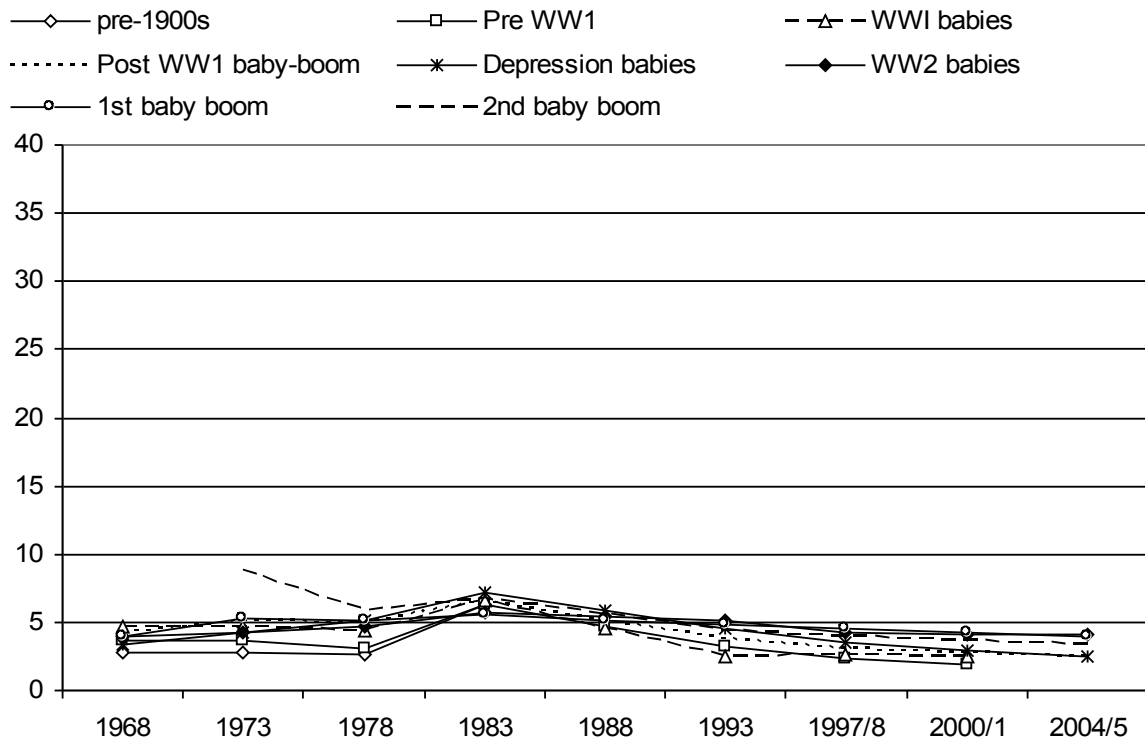 pre-1900s Pre WW1 WWI babies
Post WW1 baby-boom Depression babies WW2 babies
1st baby boom 2nd baby boom
40
35
30
25
20
15
10
5
0
1968 1973 1978 1983 1988 1993 1997/8 2000/1 2004/5